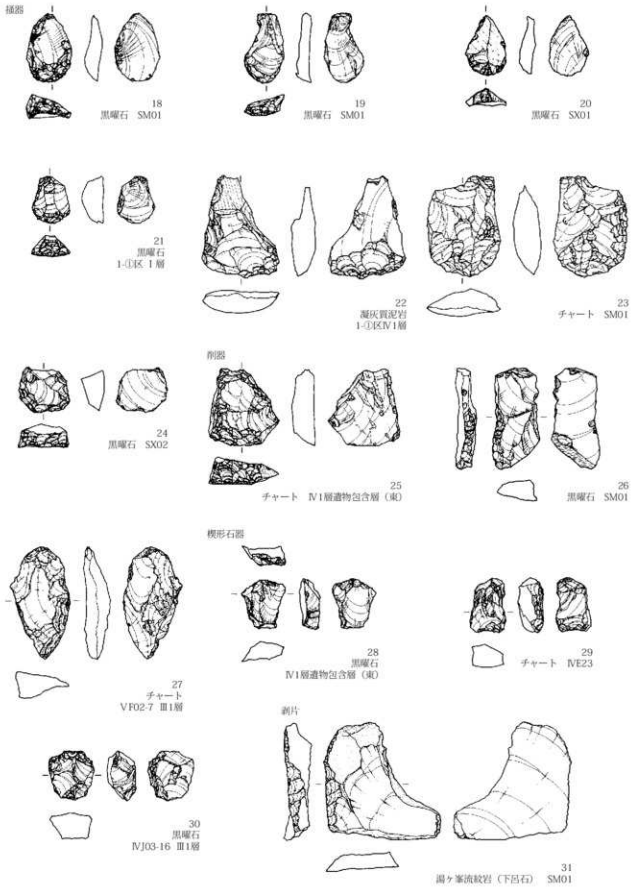 掻器
18
黒曜石 SM01
19
黒曜石 SM01
20
黒曜石 SX01
21
黒曜石
1-①区 Ⅰ層
22
凝灰質泥岩
1-①区Ⅳ1層
23
チャート SM01
24
黒曜石 SX02
削器
25
チャート Ⅳ1層遺物包含層（東）
26
黒曜石 SM01
27
チャート
ⅤF02-7 Ⅲ1層
楔形石器
28
黒曜石
Ⅳ1層遺物包含層（東）
29
チャート ⅣE23
30
黒曜石
ⅣJ03-16 Ⅲ1層
剥片
31
湯ヶ峯流紋岩（下呂石） SM01